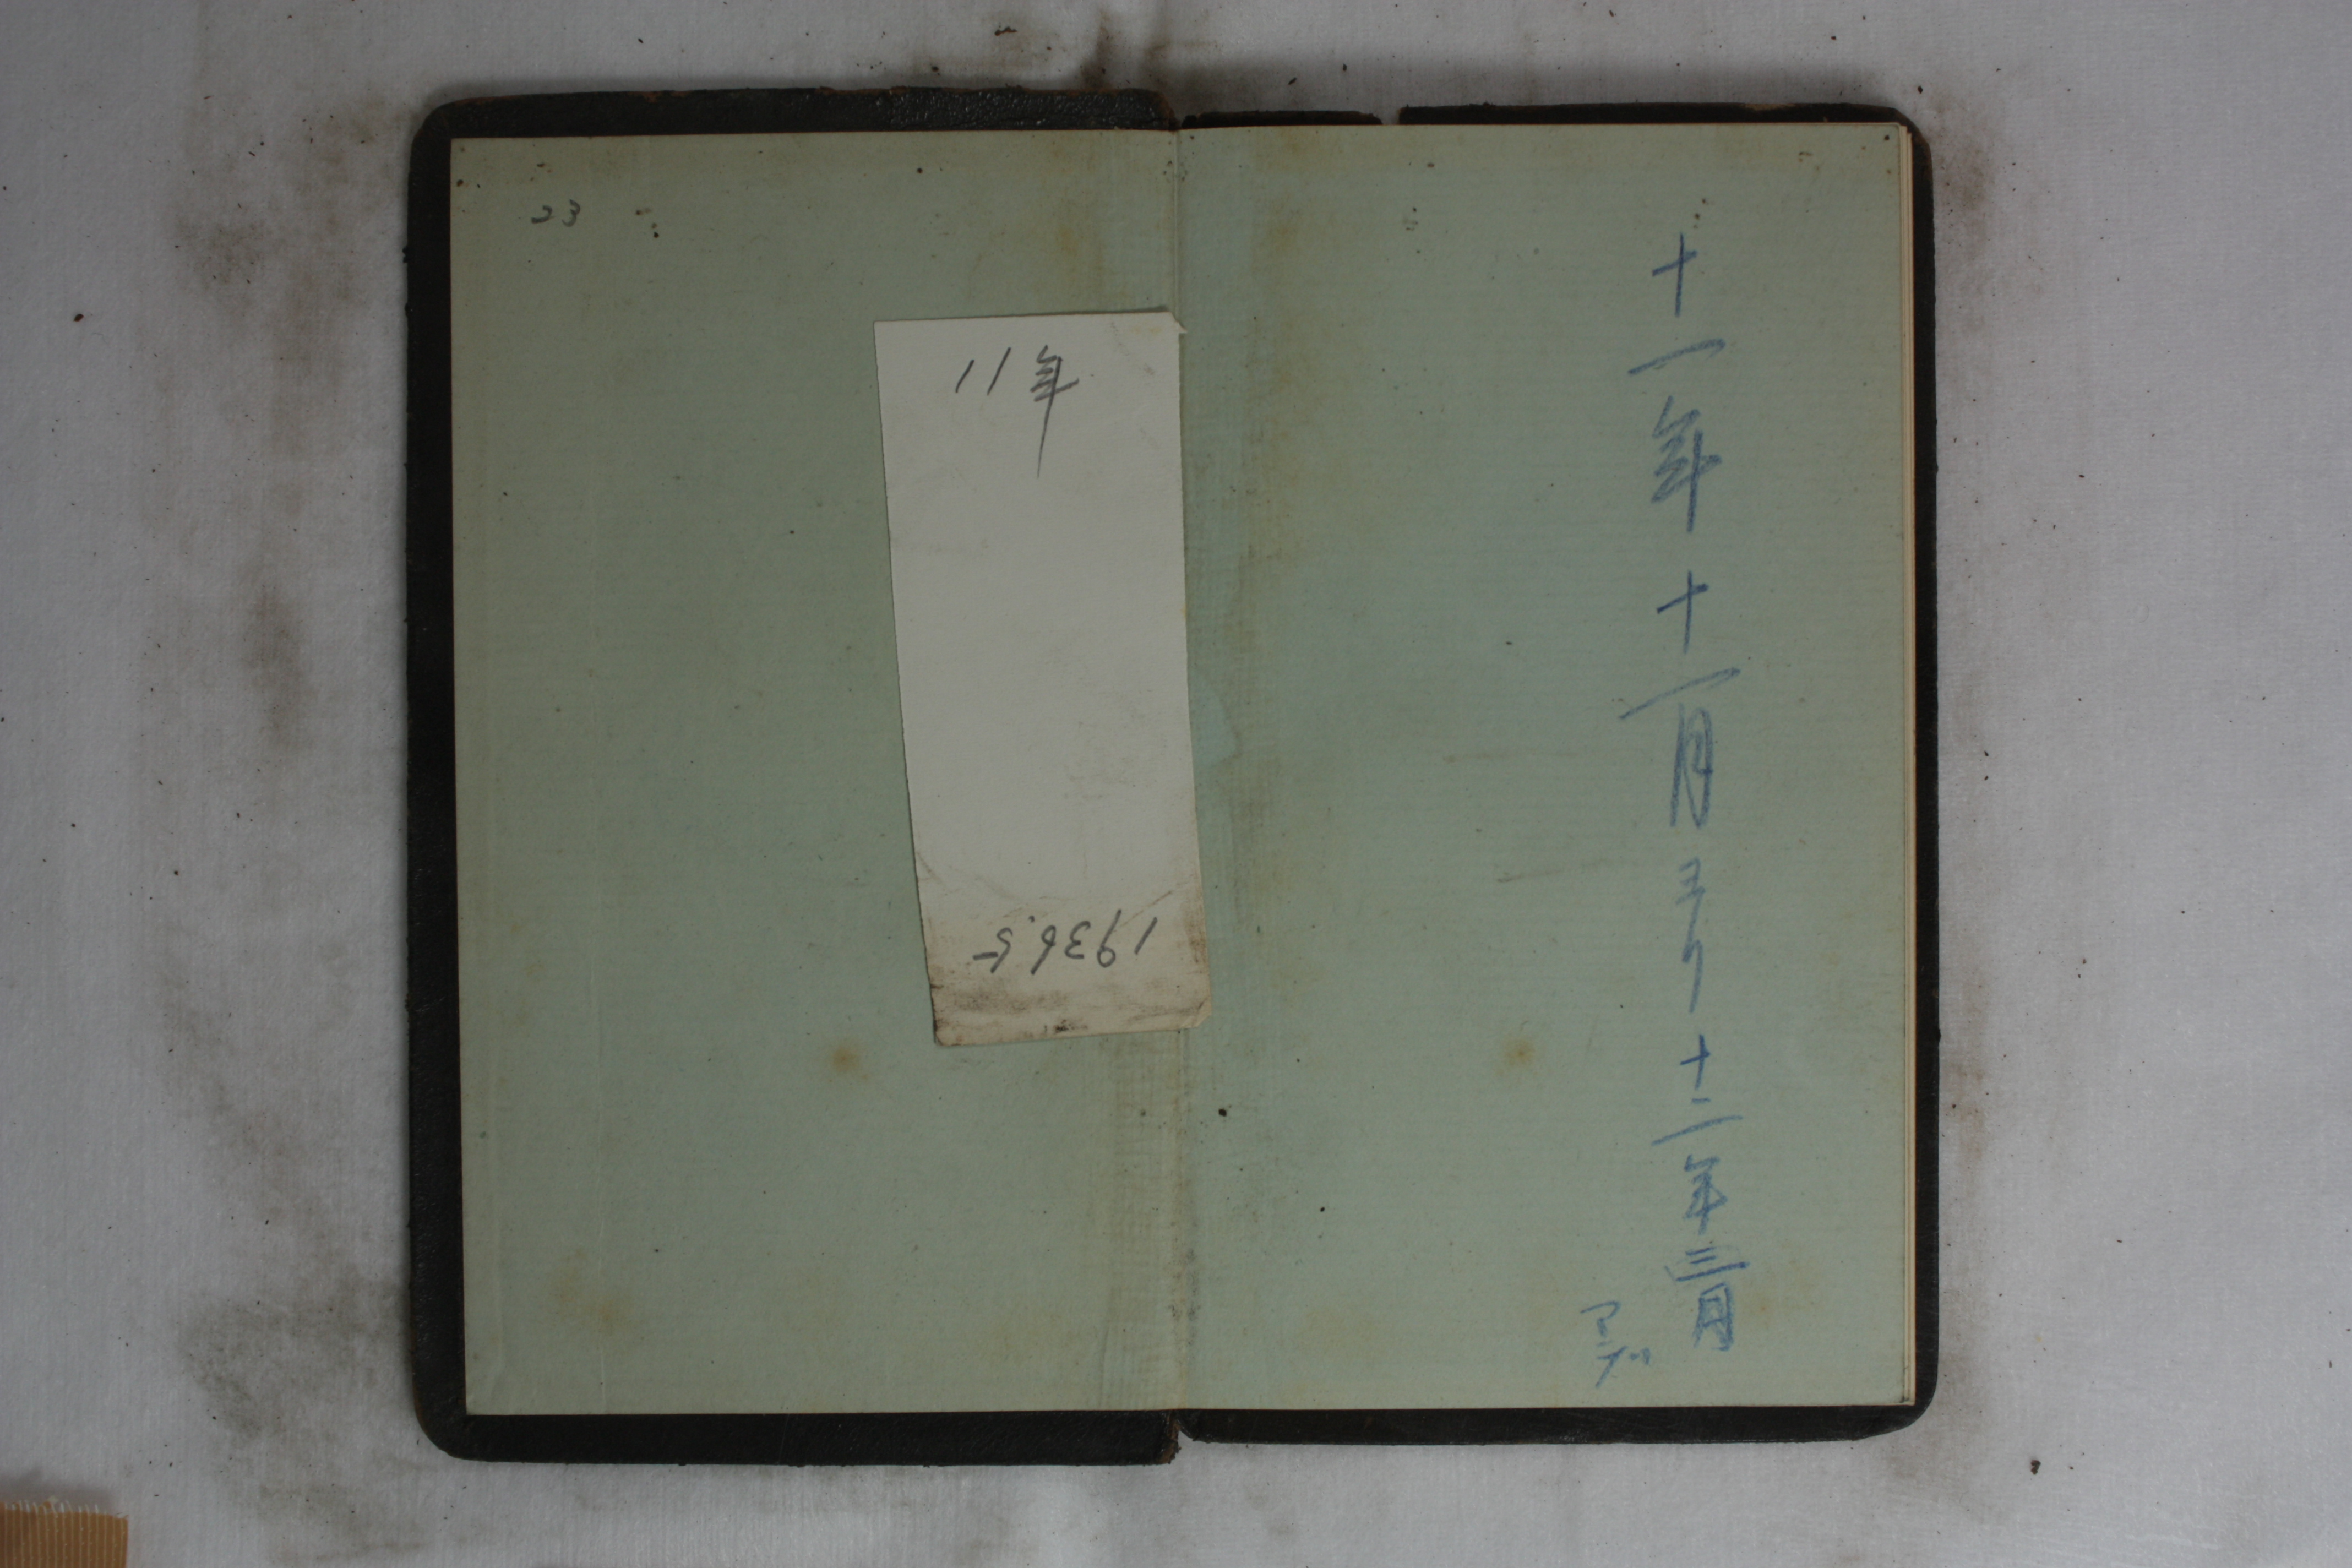 十一年十一月ヨリ十二年三月
マデ
23
11年
1936.5